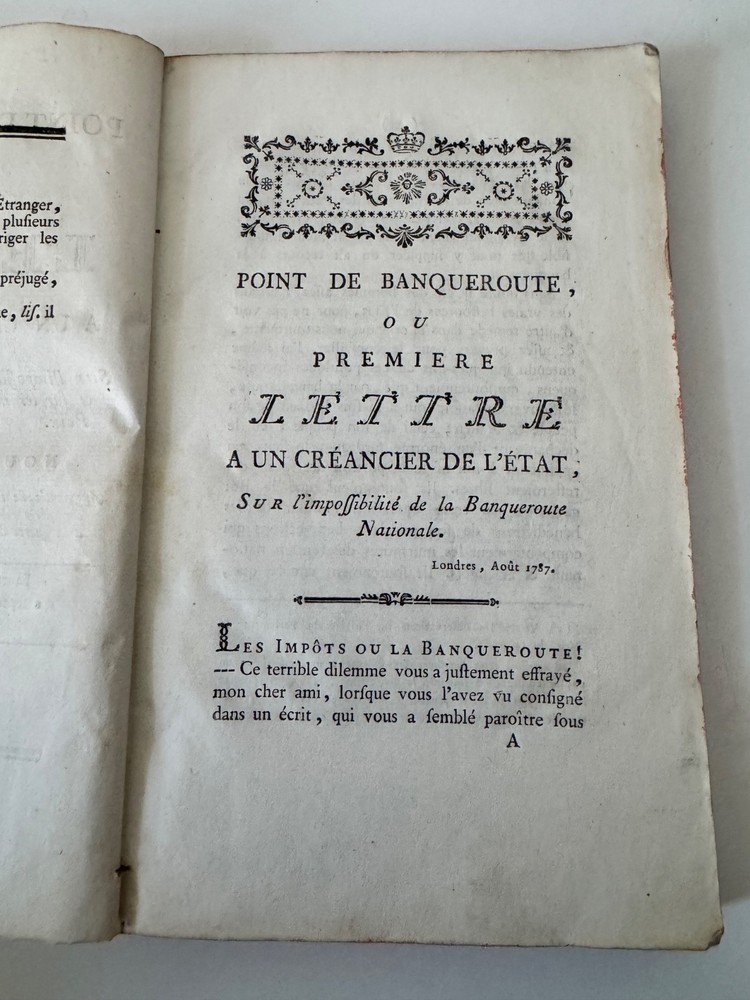 Étranger,
pluſieurs
riger les
préjugé,
e, liſ. il
POINT DE BANQUEROUTE,
O U
PREMIERE
LETTRE
A UN CRÉANCIER DE L'ÉTAT,
SUR l'impoſſibilité de la Banqueroute
Nationale.
Londres, Août 1787.
LES IMPÔTS OU LA BANQUEROUTE!
--- Ce terrible dilemme vous a juſtement effrayé,
mon cher ami, lorſque vous l'avez vu conſigné
dans un écrit, qui vous a ſemblé paroître ſous
A